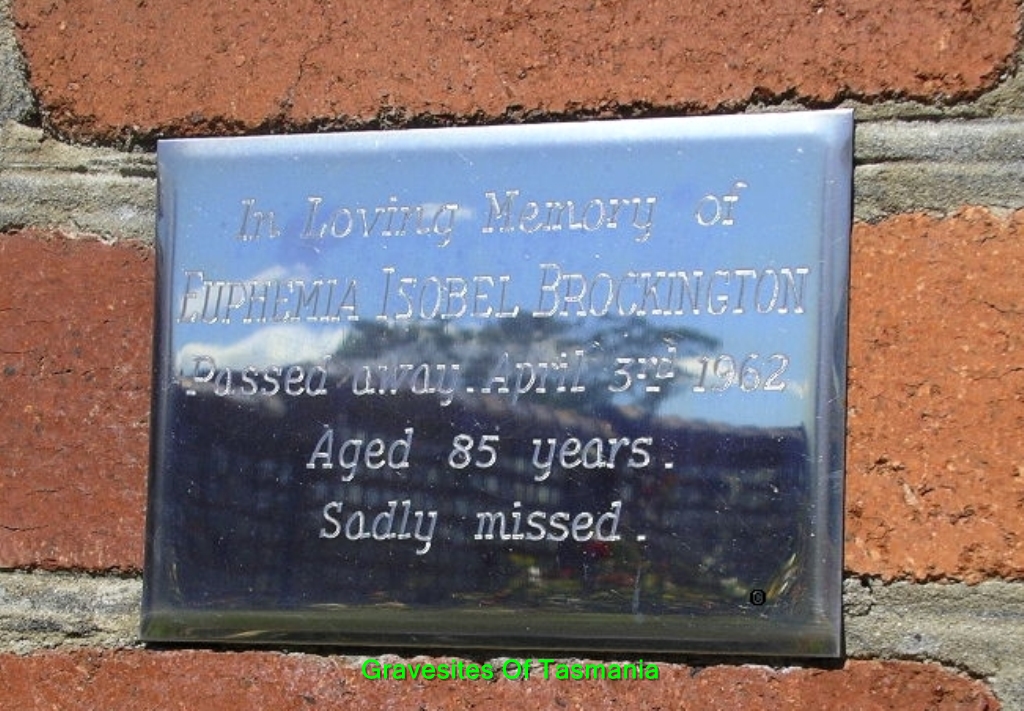 In Loving Memory of
EUPHEMIA ISOBEL BROCKINGTON
Passed away. April 3rd 1962
Aged 85 years.
Sadly missed.
©
Gravesites Of Tasmania